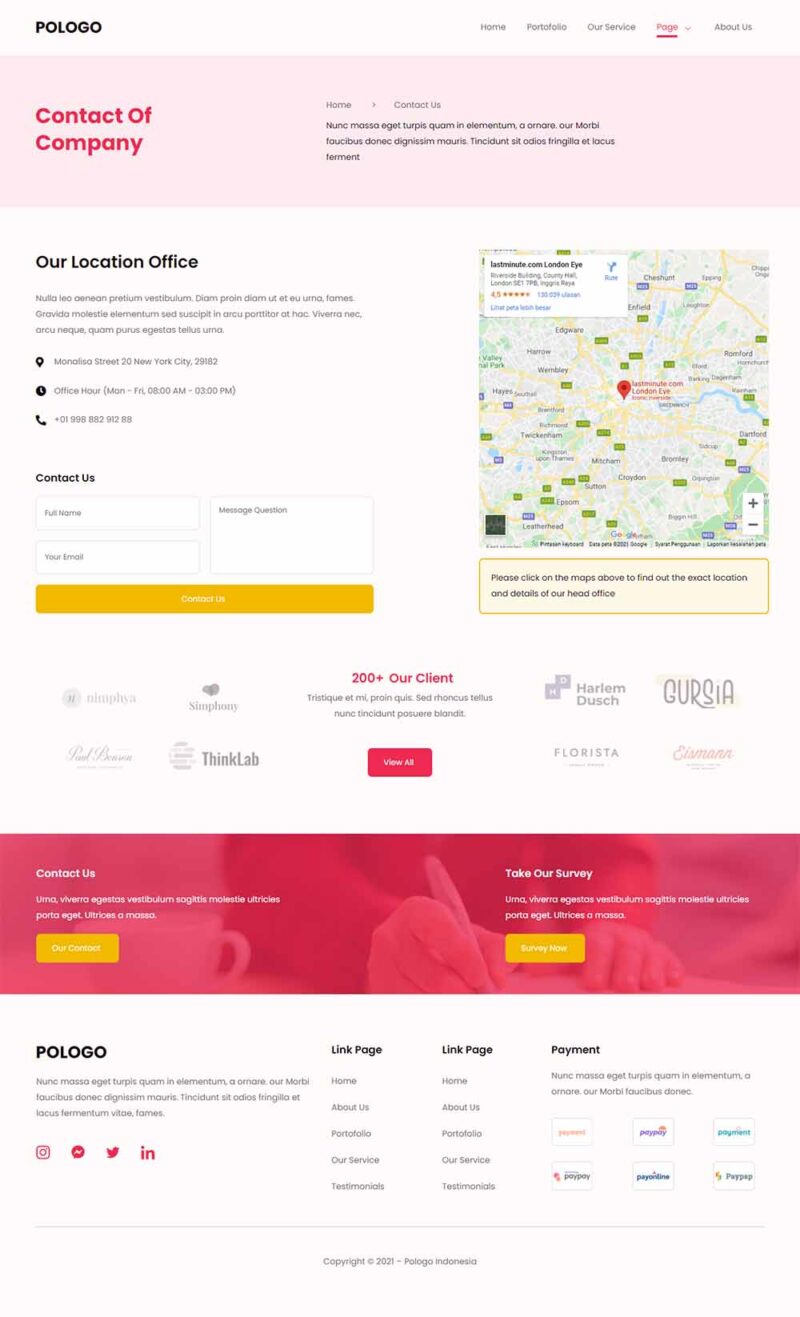 POLOGO
Home
Portofolio
Our Service
Page
About Us
Contact Of
Company
Home
Contact Us
Nunc massa eget turpis quam in elementum, a ornare. our Morbi
faucibus donec dignissim mauris. Tincidunt sit odios fringilla et lacus
ferment
Our Location Office
Nulla leo aenean pretium vestibulum. Diam proin diam ut et eu urna, fames.
Gravida molestie elementum sed suscipit in arcu porttitor at hac. Viverra nec,
arcu neque, quam purus egestas tellus urna.
Monalisa Street 20 New York City, 29182
Office Hour (Mon - Fri, 08:00 AM - 03:00 PM)
+01 998 882 912 88
Contact Us
Full Name
Message Question
Your Email
Contact Us
lastminute.com London Eye
Riverside Building, County Hall,
London SE1 7PB, Inggris Raya
4,5
130.039 ulasan
Linat peta lebih besar
Rute
Cheshunt
Epping
Enfield
Loughton
Edgware
Harrow
Romford
Wembley
Ilford
Hornchurch
Barking
Dagenham
Hayes
Southall
Rainham
lastminute.com
London Eye
Iconic riverside
Brentford
GREENWICH
Richmond
Twickenham
Dartford
Sidcup
Kingston
upon Thames
Mitcham
Bromley
Croydon
Orpington
Sutton
Epsom
Biggin Hill
Leatherhead
Google
Pintasan keyboard
Data peta ©2021 Google
Syarat Penggunaan
Laporkan kesalahan peta
Please click on the maps above to find out the exact location
and details of our head office
200+ Our Client
Tristique et mi, proin quis. Sed rhoncus tellus
nunc tincidunt posuere blandit.
View All
n
nimphya
Simphony
Paul Benson
ThinkLab
HD
Harlem
Dusch
GURSIA
FLORISTA
Eismann
Contact Us
Urna, viverra egestas vestibulum sagittis molestie ultricies
porta eget. Ultrices a massa.
Our Contact
Take Our Survey
Urna, viverra egestas vestibulum sagittis molestie ultricies
porta eget. Ultrices a massa.
Survey Now
POLOGO
Nunc massa eget turpis quam in elementum, a ornare. our Morbi
faucibus donec dignissim mauris. Tincidunt sit odios fringilla et
lacus fermentum vitae, fames.
Link Page
Home
About Us
Portofolio
Our Service
Testimonials
Link Page
Home
About Us
Portofolio
Our Service
Testimonials
Payment
Nunc massa eget turpis quam in elementum, a
ornare. our Morbi faucibus donec.
payment
paypay
payment
paypay
payonline
Paypap
Copyright © 2021 - Pologo Indonesia